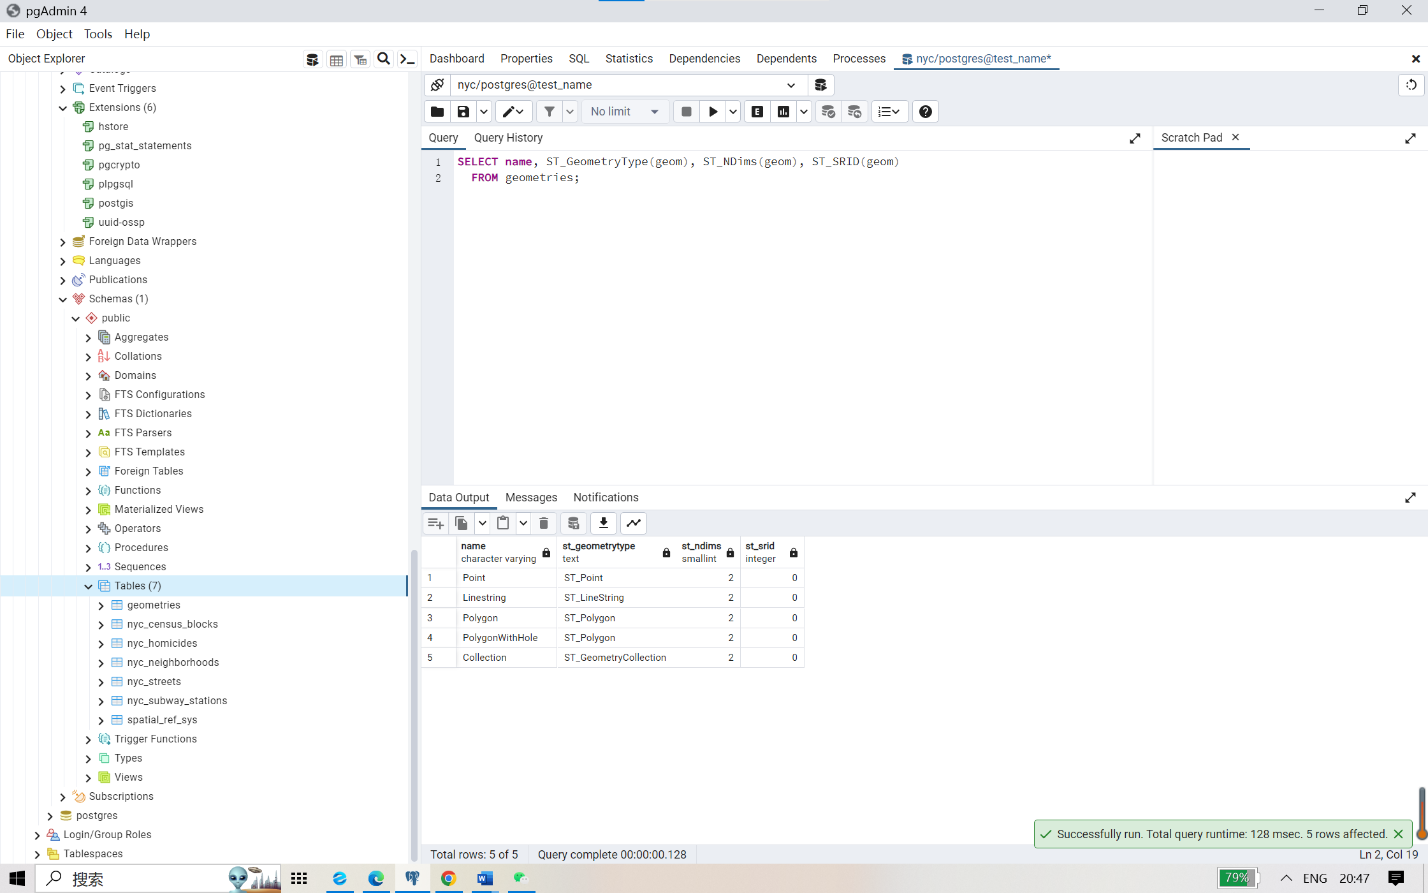 pgAdmin 4
File Object Tools Help
Object Explorer
Dashboard Properties SQL Statistics Dependencies Dependents Processes nyc/postgres@test_name*
nyc/postgres@test_name
No limit
E
Query Query History
Scratch Pad
1 SELECT name, ST_GeometryType(geom), ST_NDims(geom), ST_SRID(geom)
2 FROM geometries;
Event Triggers
Extensions (6)
hstore
pg_stat_statements
pgcrypto
plpgsql
postgis
uuid-ossp
Foreign Data Wrappers
Languages
Publications
Schemas (1)
public
Aggregates
Collations
Domains
FTS Configurations
FTS Dictionaries
Aa FTS Parsers
FTS Templates
Foreign Tables
Functions
Materialized Views
Operators
Procedures
1..3 Sequences
Tables (7)
geometries
nyc_census_blocks
nyc_homicides
nyc_neighborhoods
nyc_streets
nyc_subway_stations
spatial_ref_sys
Trigger Functions
Types
Views
Subscriptions
postgres
Login/Group Roles
Tablespaces
Data Output Messages Notifications
name st_geometrytype st_ndims st_srid
character varying text smallint integer
1 Point ST_Point 2 0
2 Linestring ST_LineString 2 0
3 Polygon ST_Polygon 2 0
4 PolygonWithHole ST_Polygon 2 0
5 Collection ST_GeometryCollection 2 0
Successfully run. Total query runtime: 128 msec. 5 rows affected.
Total rows: 5 of 5 Query complete 00:00:00.128
Ln 2, Col 19
搜索
79%
ENG 20:47